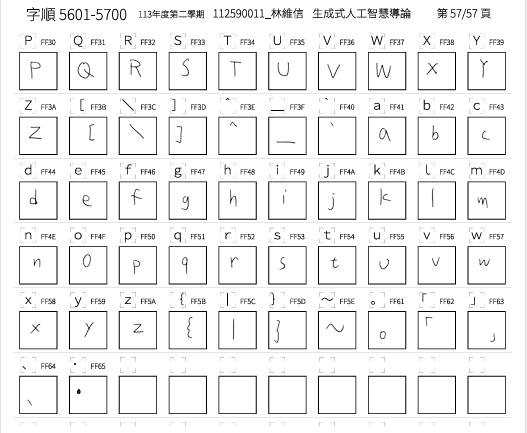 字順 5601-5700 113年度第二學期 112590011_林維信 生成式人工智慧導論 第 57/57 頁
P FF30 Q FF31 R FF32 S FF33 T FF34 U FF35 V FF36 W FF37 X FF38 Y FF39
P Q R S T U V W X Y
Z FF3A [ FF3B \ FF3C ] FF3D ^ FF3E _ FF3F ` FF40 a FF41 b FF42 c FF43
Z [ \ ] ^ _ ` a b c
d FF44 e FF45 f FF46 g FF47 h FF48 i FF49 j FF4A k FF4B l FF4C m FF4D
d e f g h i j k l m
n FF4E o FF4F p FF50 q FF51 r FF52 s FF53 t FF54 u FF55 v FF56 w FF57
n o p q r s t u v w
x FF58 y FF59 z FF5A { FF5B | FF5C } FF5D ~ FF5E 。 FF61 「 FF62 」 FF63
x y z { | } ~ 。 「 」
、 FF64 ・ FF65
、 ・